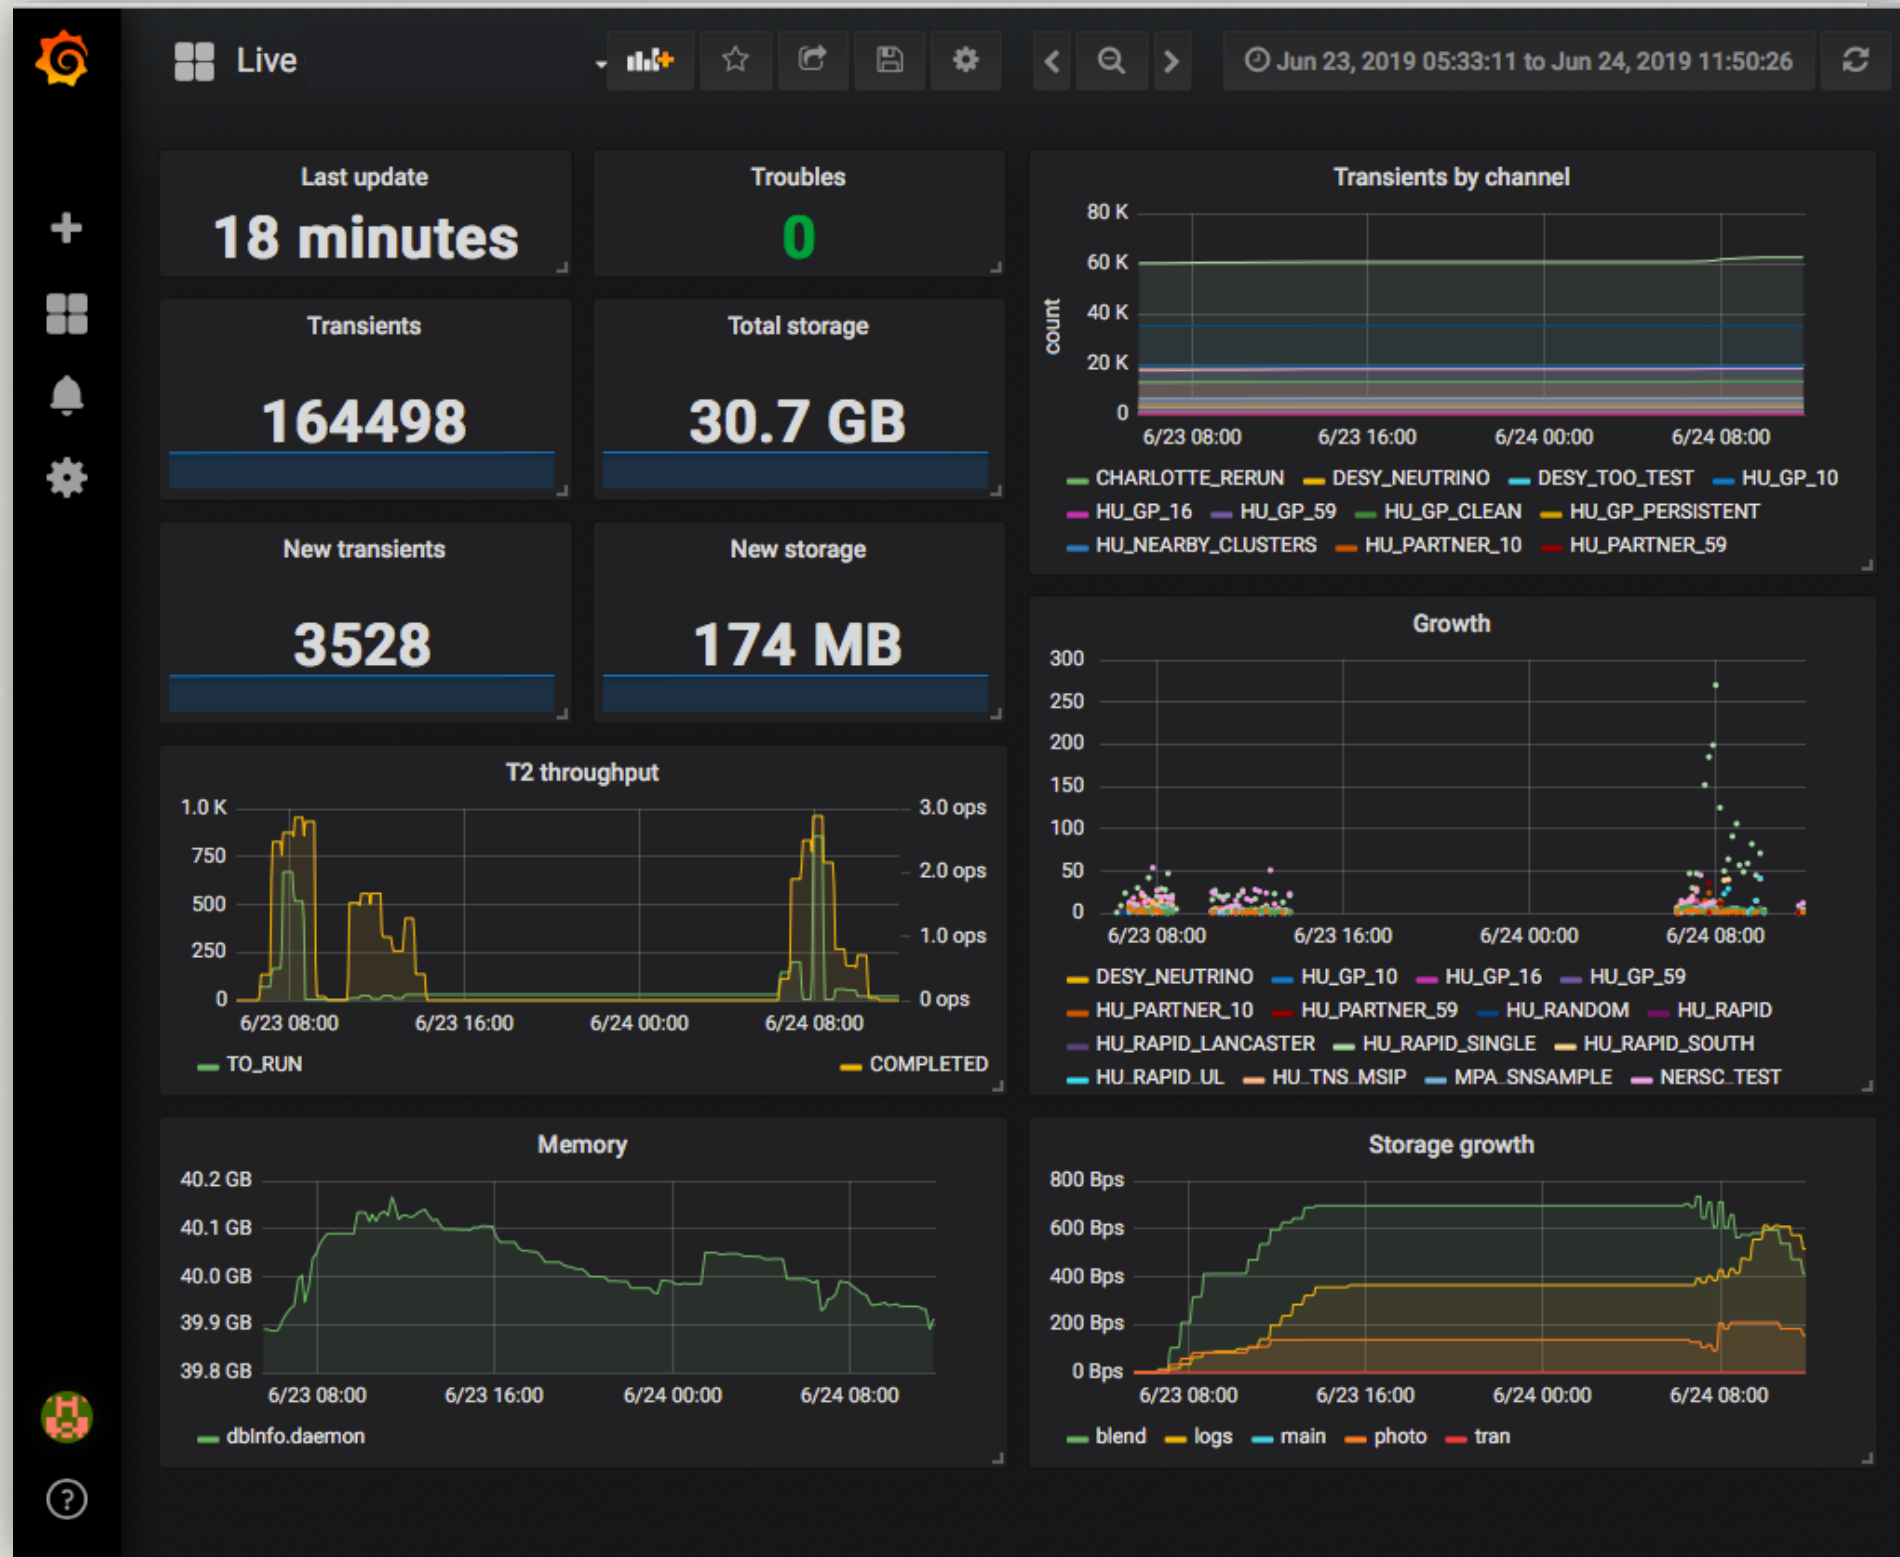 Live
Jun 23, 2019 05:33:11 to Jun 24, 2019 11:50:26
Last update
18 minutes
Troubles
0
Transients
164498
Total storage
30.7 GB
New transients
3528
New storage
174 MB
Transients by channel
80 K
60 K
40 K
20 K
0
count
6/23 08:00 6/23 16:00 6/24 00:00 6/24 08:00
CHARLOTTE_RERUN DESY_NEUTRINO DESY_TOO_TEST HU_GP_10
HU_GP_16 HU_GP_59 HU_GP_CLEAN HU_GP_PERSISTENT
HU_NEARBY_CLUSTERS HU_PARTNER_10 HU_PARTNER_59
Growth
300
250
200
150
100
50
0
6/23 08:00 6/23 16:00 6/24 00:00 6/24 08:00
DESY_NEUTRINO HU_GP_10 HU_GP_16 HU_GP_59
HU_PARTNER_10 HU_PARTNER_59 HU_RANDOM HU_RAPID
HU_RAPID_LANCASTER HU_RAPID_SINGLE HU_RAPID_SOUTH
HU_RAPID_UL HU_TNS_MSIP MPA_SNSAMPLE NERSC_TEST
T2 throughput
1.0 K 3.0 ops
750 2.0 ops
500
250 1.0 ops
0 0 ops
6/23 08:00 6/23 16:00 6/24 00:00 6/24 08:00
TO_RUN COMPLETED
Memory
40.2 GB
40.1 GB
40.0 GB
39.9 GB
39.8 GB
6/23 08:00 6/23 16:00 6/24 00:00 6/24 08:00
dbInfo.daemon
Storage growth
800 Bps
600 Bps
400 Bps
200 Bps
0 Bps
6/23 08:00 6/23 16:00 6/24 00:00 6/24 08:00
blend logs main photo tran
?